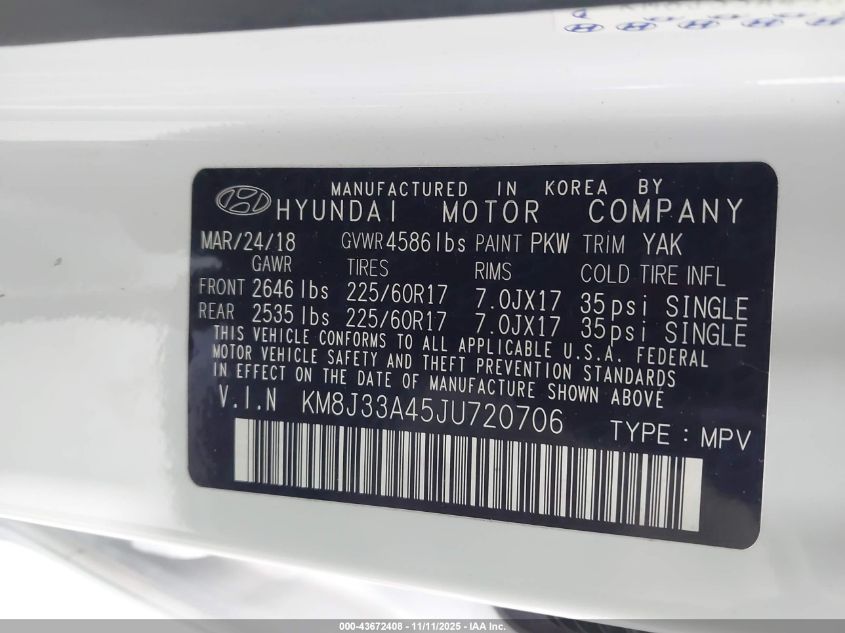 MANUFACTURED IN KOREA BY
HYUNDAI MOTOR COMPANY
MAR/24/18 GVWR 4586 lbs PAINT PKW TRIM YAK
GAWR TIRES RIMS COLD TIRE INFL
FRONT 2646 lbs 225/60R17 7.0JX17 35psi SINGLE
REAR 2535 lbs 225/60R17 7.0JX17 35psi SINGLE
THIS VEHICLE CONFORMS TO ALL APPLICABLE U.S.A. FEDERAL
MOTOR VEHICLE SAFETY AND THEFT PREVENTION STANDARDS
IN EFFECT ON THE DATE OF MANUFACTURE SHOWN ABOVE
V.I.N KM8J33A45JU720706
TYPE : MPV
000-43672408 - 11/11/2025 - IAA Inc.